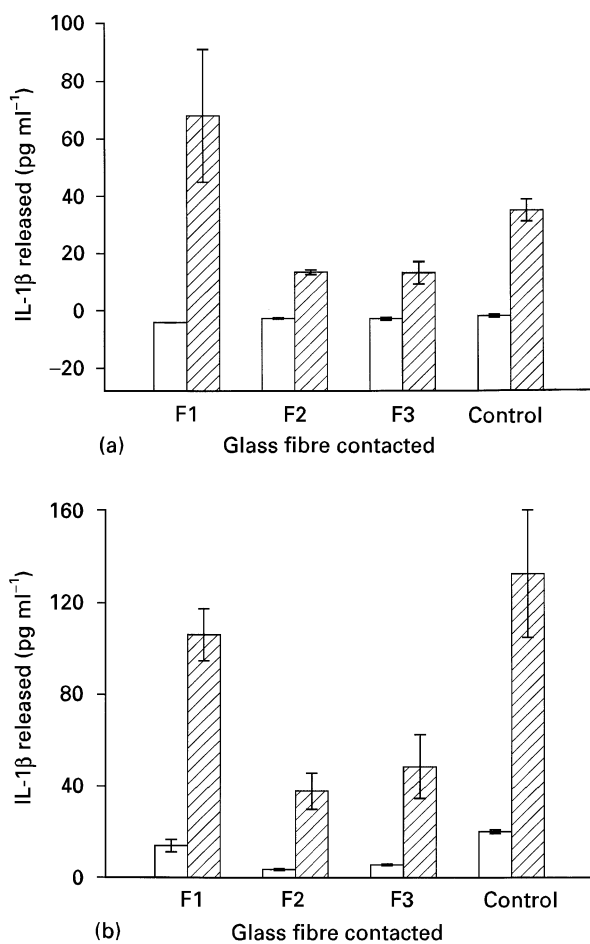 100
80
60
40
20
0
−20
IL-1β released (pg ml⁻¹)
F1 F2 F3 Control
(a) Glass fibre contacted
160
120
80
40
0
IL-1β released (pg ml⁻¹)
F1 F2 F3 Control
(b) Glass fibre contacted